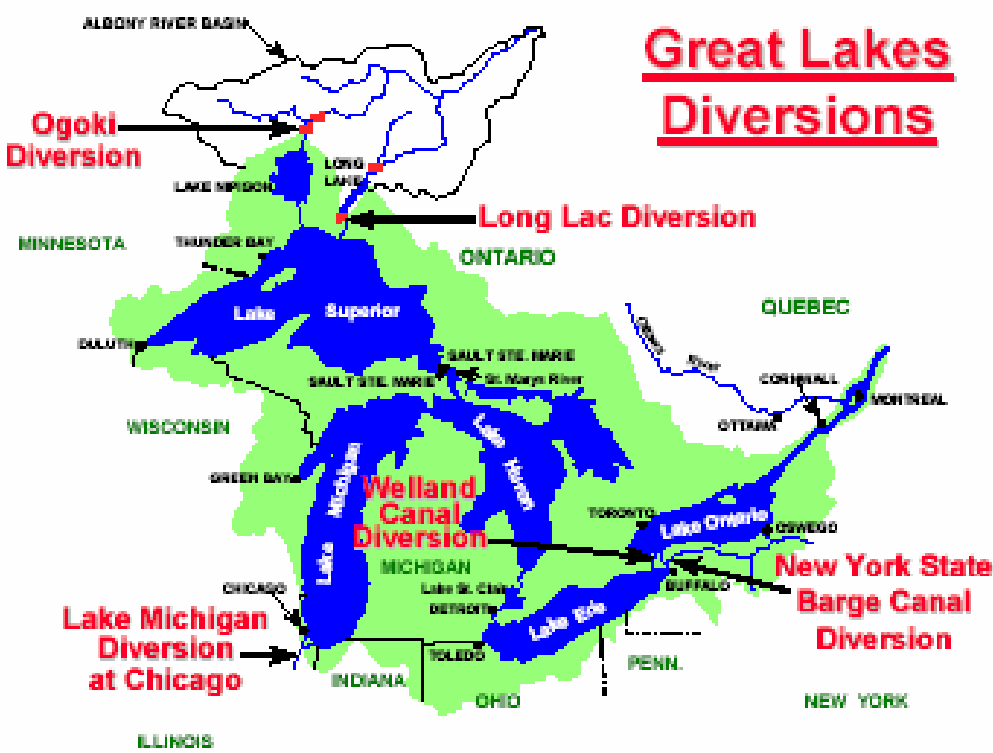 ALBONY RIVER BASIN
Great Lakes
Diversions
Ogoki
Diversion
LONG
LAKE
LAKE NIPIGON
Long Lac Diversion
MINNESOTA
THUNDER BAY
ONTARIO
QUEBEC
Lake Superior
DULUTH
SAULT STE. MARIE
SAULT STE. MARIE
St. Marys River
Ottawa River
CORNWALL
MONTREAL
OTTAWA
WISCONSIN
Lake Huron
GREEN BAY
Lake Michigan
Welland
Canal
Diversion
TORONTO
Lake Ontario
OSWEGO
MICHIGAN
New York State
Barge Canal
Diversion
BUFFALO
CHICAGO
Lake St. Clair
DETROIT
Lake Erie
Lake Michigan
Diversion
at Chicago
TOLEDO
PENN.
INDIANA
OHIO
NEW YORK
ILLINOIS